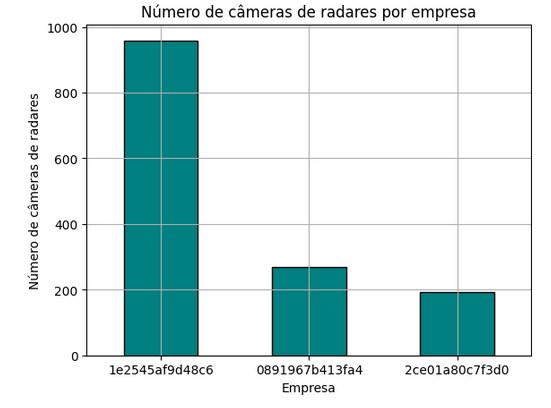 Número de câmeras de radares por empresa
Número de câmeras de radares
1000
800
600
400
200
0
1e2545af9d48c6
0891967b413fa4
2ce01a80c7f3d0
Empresa